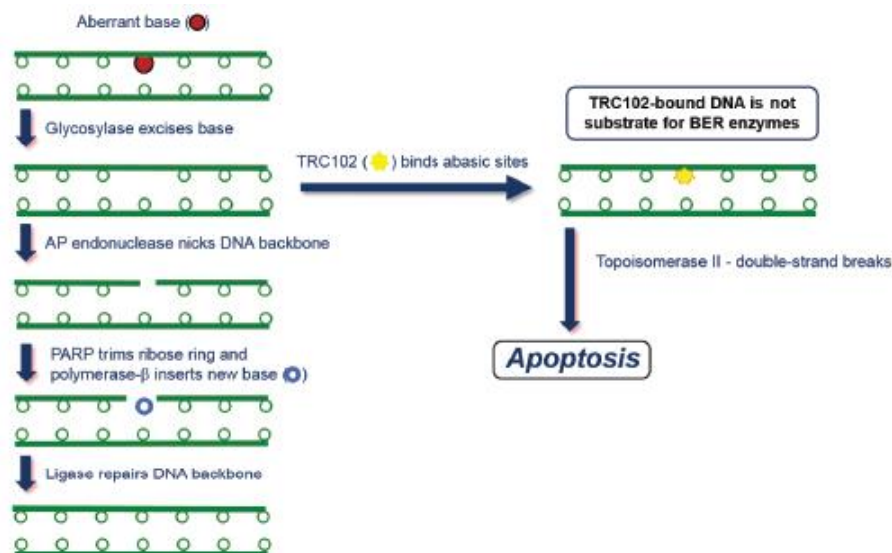 Aberrant base ( )
Glycosylase excises base
TRC102 ( ) binds abasic sites
TRC102-bound DNA is not
substrate for BER enzymes
AP endonuclease nicks DNA backbone
Topoisomerase II - double-strand breaks
Apoptosis
PARP trims ribose ring and
polymerase-β inserts new base ( )
Ligase repairs DNA backbone